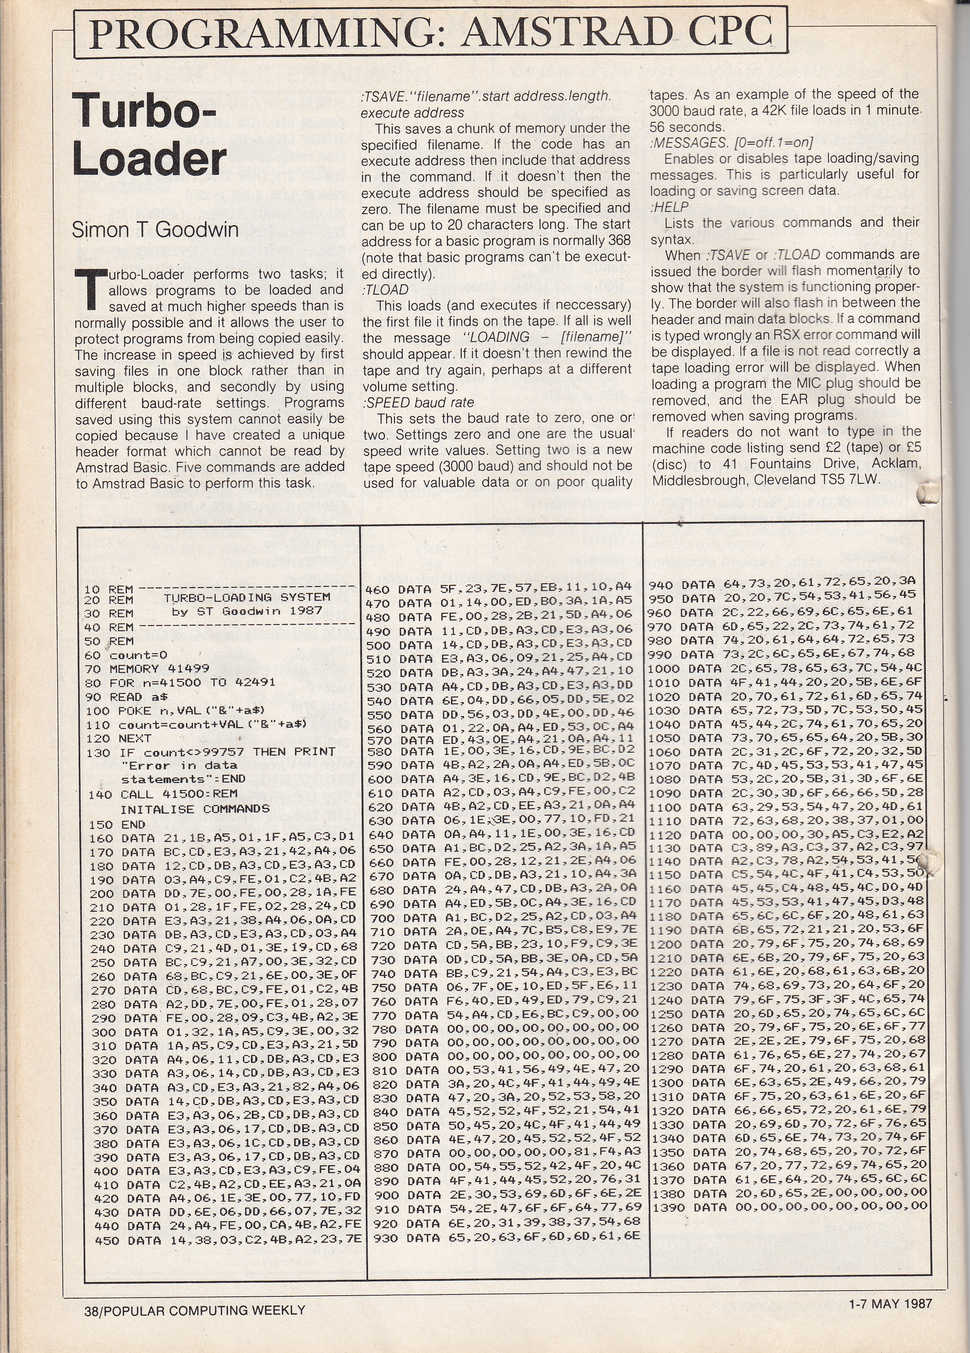 PROGRAMMING: AMSTRAD CPC
Turbo-
Loader
Simon T Goodwin
Turbo-Loader performs two tasks; it
allows programs to be loaded and
saved at much higher speeds than is
normally possible and it allows the user to
protect programs from being copied easily.
The increase in speed is achieved by first
saving files in one block rather than in
multiple blocks, and secondly by using
different baud-rate settings. Programs
saved using this system cannot easily be
copied because I have created a unique
header format which cannot be read by
Amstrad Basic. Five commands are added
to Amstrad Basic to perform this task.
:TSAVE."filename".start address.length.
execute address
This saves a chunk of memory under the
specified filename. If the code has an
execute address then include that address
in the command. If it doesn't then the
execute address should be specified as
zero. The filename must be specified and
can be up to 20 characters long. The start
address for a basic program is normally 368
(note that basic programs can't be execut-
ed directly).
:TLOAD
This loads (and executes if neccessary)
the first file it finds on the tape. If all is well
the message "LOADING – [filename]"
should appear. If it doesn't then rewind the
tape and try again, perhaps at a different
volume setting.
:SPEED baud rate
This sets the baud rate to zero, one or
two. Settings zero and one are the usual
speed write values. Setting two is a new
tape speed (3000 baud) and should not be
used for valuable data or on poor quality
tapes. As an example of the speed of the
3000 baud rate, a 42K file loads in 1 minute
56 seconds.
:MESSAGES. [0=off.1=on]
Enables or disables tape loading/saving
messages. This is particularly useful for
loading or saving screen data.
:HELP
Lists the various commands and their
syntax.
When :TSAVE or :TLOAD commands are
issued the border will flash momentarily to
show that the system is functioning proper-
ly. The border will also flash in between the
header and main data blocks. If a command
is typed wrongly an RSX error command will
be displayed. If a file is not read correctly a
tape loading error will be displayed. When
loading a program the MIC plug should be
removed, and the EAR plug should be
removed when saving programs.
If readers do not want to type in the
machine code listing send £2 (tape) or £5
(disc) to 41 Fountains Drive, Acklam,
Middlesbrough, Cleveland TS5 7LW.
10 REM ----------------------------
20 REM TURBO-LOADING SYSTEM
30 REM by ST Goodwin 1987
40 REM ----------------------------
50 REM
60 count=0
70 MEMORY 41499
80 FOR n=41500 TO 42491
90 READ a$
100 POKE n,VAL("&"+a$)
110 count=count+VAL("&"+a$)
120 NEXT
130 IF count<>99757 THEN PRINT
"Error in data
statements":END
140 CALL 41500:REM
INITALISE COMMANDS
150 END
160 DATA 21,1B,A5,01,1F,A5,C3,D1
170 DATA BC,CD,E3,A3,21,42,A4,06
180 DATA 12,CD,DB,A3,CD,E3,A3,CD
190 DATA 03,A4,C9,FE,01,C2,4B,A2
200 DATA DD,7E,00,FE,00,28,1A,FE
210 DATA 01,28,1F,FE,02,28,24,CD
220 DATA E3,A3,21,38,A4,06,0A,CD
230 DATA DB,A3,CD,E3,A3,CD,03,A4
240 DATA C9,21,4D,01,3E,19,CD,68
250 DATA BC,C9,21,A7,00,3E,32,CD
260 DATA 68,BC,C9,21,6E,00,3E,0F
270 DATA CD,68,BC,C9,FE,01,C2,4B
280 DATA A2,DD,7E,00,FE,01,28,07
290 DATA FE,00,28,09,C3,4B,A2,3E
300 DATA 01,32,1A,A5,C9,3E,00,32
310 DATA 1A,A5,C9,CD,E3,A3,21,5D
320 DATA A4,06,11,CD,DB,A3,CD,E3
330 DATA A3,06,14,CD,DB,A3,CD,E3
340 DATA A3,CD,E3,A3,21,82,A4,06
350 DATA 14,CD,DB,A3,CD,E3,A3,CD
360 DATA E3,A3,06,2B,CD,DB,A3,CD
370 DATA E3,A3,06,17,CD,DB,A3,CD
380 DATA E3,A3,06,1C,CD,DB,A3,CD
390 DATA E3,A3,06,17,CD,DB,A3,CD
400 DATA E3,A3,CD,E3,A3,C9,FE,04
410 DATA C2,4B,A2,CD,EE,A3,21,0A
420 DATA A4,06,1E,3E,00,77,10,FD
430 DATA DD,6E,06,DD,66,07,7E,32
440 DATA 24,A4,FE,00,CA,4B,A2,FE
450 DATA 14,38,03,C2,4B,A2,23,7E
460 DATA 5F,23,7E,57,EB,11,10,A4
470 DATA 01,14,00,ED,B0,3A,1A,A5
480 DATA FE,00,28,2B,21,5D,A4,06
490 DATA 11,CD,DB,A3,CD,E3,A3,06
500 DATA 14,CD,DB,A3,CD,E3,A3,CD
510 DATA E3,A3,06,09,21,25,A4,CD
520 DATA DB,A3,3A,24,A4,47,21,10
530 DATA A4,CD,DB,A3,CD,E3,A3,DD
540 DATA 6E,04,DD,66,05,DD,5E,02
550 DATA DD,56,03,DD,4E,00,DD,46
560 DATA 01,22,0A,A4,ED,53,0C,A4
570 DATA ED,43,0E,A4,21,0A,A4,11
580 DATA 1E,00,3E,16,CD,9E,BC,D2
590 DATA 4B,A2,2A,0A,A4,ED,5B,0C
600 DATA A4,3E,16,CD,9E,BC,D2,4B
610 DATA A2,CD,03,A4,C9,FE,00,C2
620 DATA 4B,A2,CD,EE,A3,21,0A,A4
630 DATA 06,1E,3E,00,77,10,FD,21
640 DATA 0A,A4,11,1E,00,3E,16,CD
650 DATA A1,BC,D2,25,A2,3A,1A,A5
660 DATA FE,00,28,12,21,2E,A4,06
670 DATA 0A,CD,DB,A3,21,10,A4,3A
680 DATA 24,A4,47,CD,DB,A3,2A,0A
690 DATA A4,ED,5B,0C,A4,3E,16,CD
700 DATA A1,BC,D2,25,A2,CD,03,A4
710 DATA 2A,0E,A4,7C,B5,C8,E9,7E
720 DATA CD,5A,BB,23,10,F9,C9,3E
730 DATA 0D,CD,5A,BB,3E,0A,CD,5A
740 DATA BB,C9,21,54,A4,C3,E3,BC
750 DATA 06,7F,0E,10,ED,5F,E6,11
760 DATA F6,40,ED,49,ED,79,C9,21
770 DATA 54,A4,CD,E6,BC,C9,00,00
780 DATA 00,00,00,00,00,00,00,00
790 DATA 00,00,00,00,00,00,00,00
800 DATA 00,00,00,00,00,00,00,00
810 DATA 00,53,41,56,49,4E,47,20
820 DATA 3A,20,4C,4F,41,44,49,4E
830 DATA 47,20,3A,20,52,53,58,20
840 DATA 45,52,52,4F,52,21,54,41
850 DATA 50,45,20,4C,4F,41,44,49
860 DATA 4E,47,20,45,52,52,4F,52
870 DATA 00,00,00,00,00,81,F4,A3
880 DATA 00,54,55,52,42,4F,20,4C
890 DATA 4F,41,44,45,52,20,76,31
900 DATA 2E,30,53,69,6D,6F,6E,2E
910 DATA 54,2E,47,6F,6F,64,77,69
920 DATA 6E,20,31,39,38,37,54,68
930 DATA 65,20,63,6F,6D,6D,61,6E
940 DATA 64,73,20,61,72,65,20,3A
950 DATA 20,20,7C,54,53,41,56,45
960 DATA 2C,22,66,69,6C,65,6E,61
970 DATA 6D,65,22,2C,73,74,61,72
980 DATA 74,20,61,64,64,72,65,73
990 DATA 73,2C,6C,65,6E,67,74,68
1000 DATA 2C,65,78,65,63,7C,54,4C
1010 DATA 4F,41,44,20,20,5B,6E,6F
1020 DATA 20,70,61,72,61,6D,65,74
1030 DATA 65,72,73,5D,7C,53,50,45
1040 DATA 45,44,2C,74,61,70,65,20
1050 DATA 73,70,65,65,64,20,5B,30
1060 DATA 2C,31,2C,6F,72,20,32,5D
1070 DATA 7C,4D,45,53,53,41,47,45
1080 DATA 53,2C,20,5B,31,3D,6F,6E
1090 DATA 2C,30,3D,6F,66,66,5D,28
1100 DATA 63,29,53,54,47,20,4D,61
1110 DATA 72,63,68,20,38,37,01,00
1120 DATA 00,00,00,30,A5,C3,E2,A2
1130 DATA C3,89,A3,C3,37,A2,C3,97
1140 DATA A2,C3,78,A2,54,53,41,56
1150 DATA C5,54,4C,4F,41,C4,53,50
1160 DATA 45,45,C4,48,45,4C,D0,4D
1170 DATA 45,53,53,41,47,45,D3,48
1180 DATA 65,6C,6C,6F,20,48,61,63
1190 DATA 6B,65,72,21,21,20,53,6F
1200 DATA 20,79,6F,75,20,74,68,69
1210 DATA 6E,6B,20,79,6F,75,20,63
1220 DATA 61,6E,20,68,61,63,6B,20
1230 DATA 74,68,69,73,20,64,6F,20
1240 DATA 79,6F,75,3F,3F,4C,65,74
1250 DATA 20,6D,65,20,74,65,6C,6C
1260 DATA 20,79,6F,75,20,6E,6F,77
1270 DATA 2E,2E,2E,79,6F,75,20,68
1280 DATA 61,76,65,6E,27,74,20,67
1290 DATA 6F,74,20,61,20,63,68,61
1300 DATA 6E,63,65,2E,49,66,20,79
1310 DATA 6F,75,20,63,61,6E,20,6F
1320 DATA 66,66,65,72,20,61,6E,79
1330 DATA 20,69,6D,70,72,6F,76,65
1340 DATA 6D,65,6E,74,73,20,74,6F
1350 DATA 20,74,68,65,20,70,72,6F
1360 DATA 67,20,77,72,69,74,65,20
1370 DATA 61,6E,64,20,74,65,6C,6C
1380 DATA 20,6D,65,2E,00,00,00,00
1390 DATA 00,00,00,00,00,00,00,00
38/POPULAR COMPUTING WEEKLY
1-7 MAY 1987